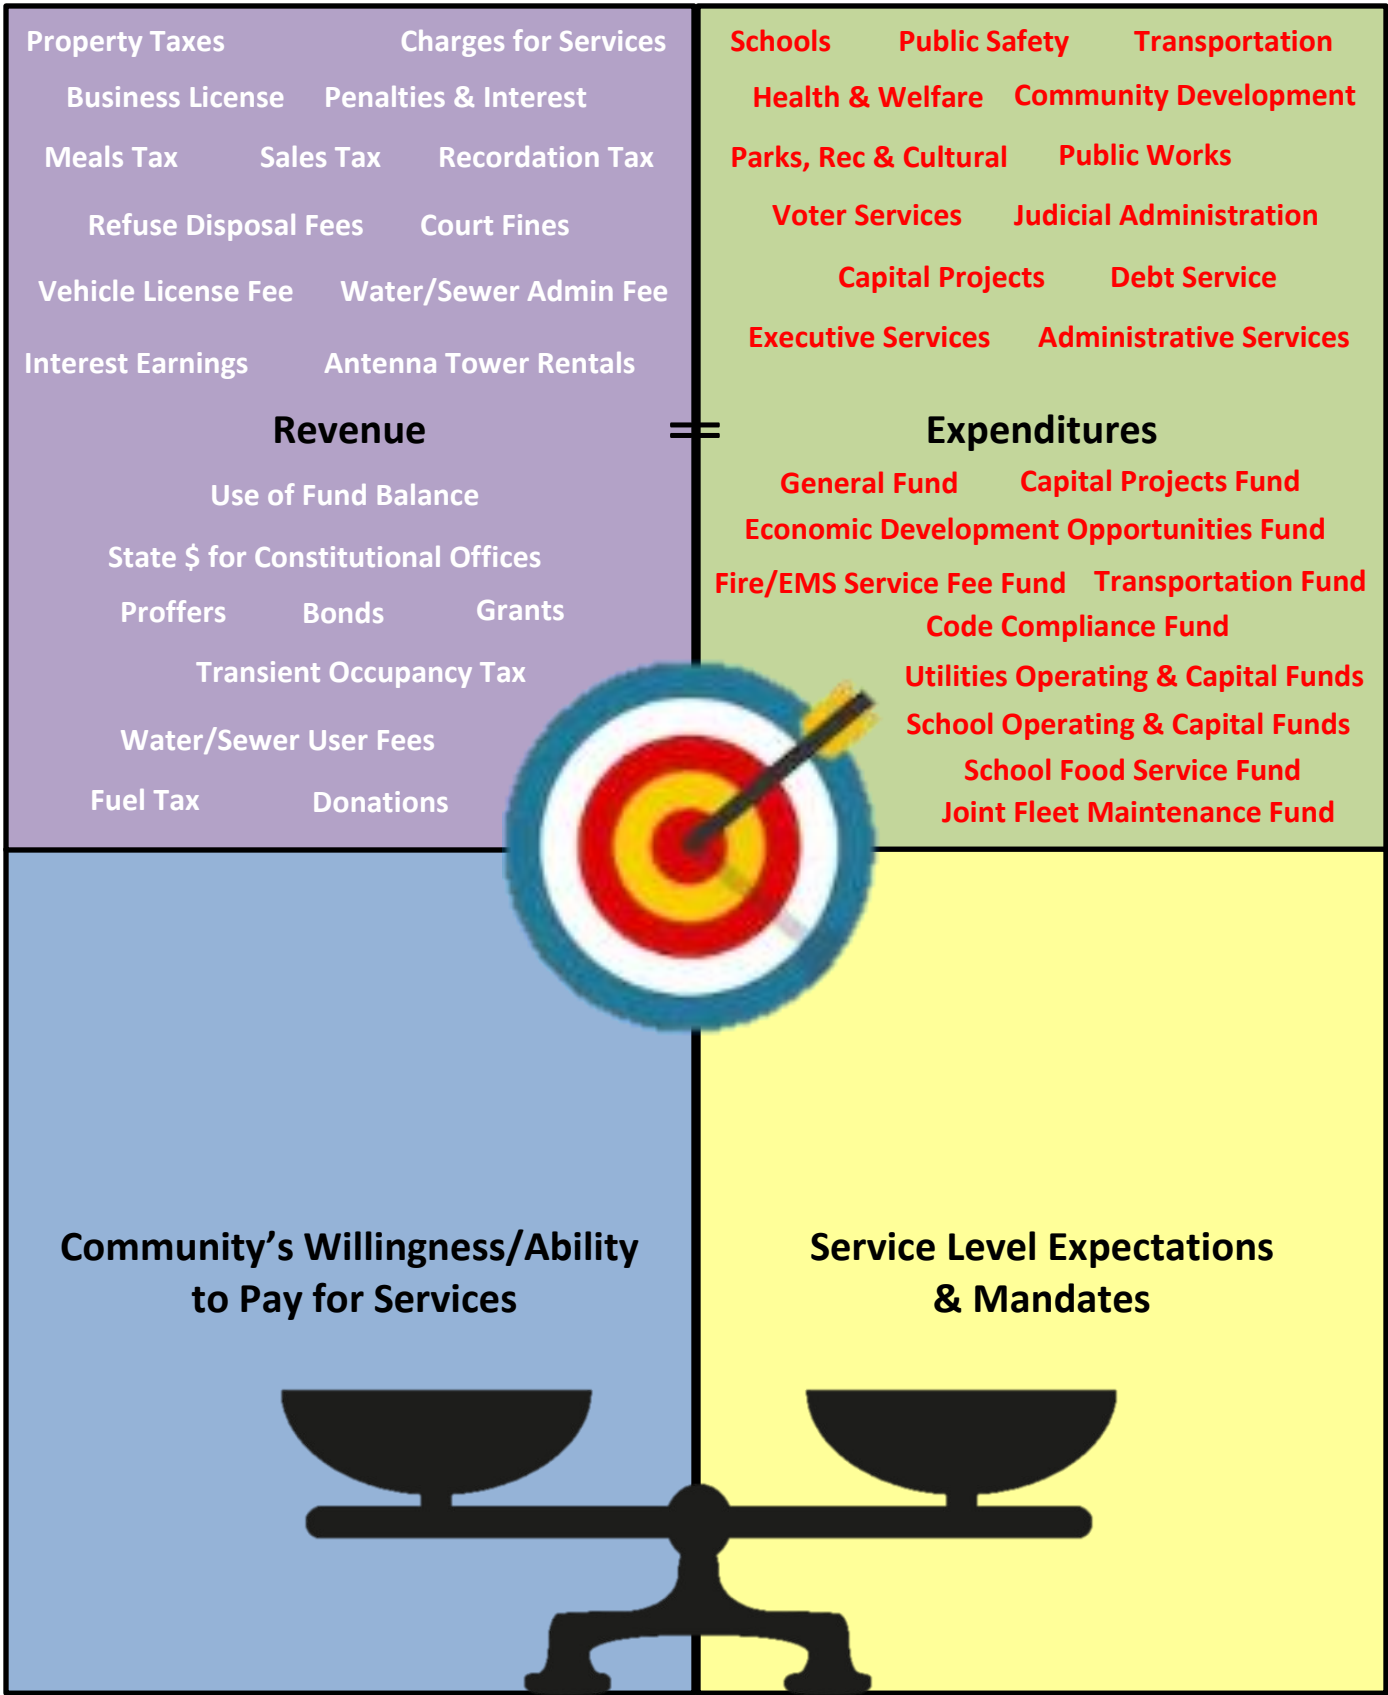 Property Taxes Charges for Services
Business License Penalties & Interest
Meals Tax Sales Tax Recordation Tax
Refuse Disposal Fees Court Fines
Vehicle License Fee Water/Sewer Admin Fee
Interest Earnings Antenna Tower Rentals
Revenue
Use of Fund Balance
State $ for Constitutional Offices
Proffers Bonds Grants
Transient Occupancy Tax
Water/Sewer User Fees
Fuel Tax Donations
=
Schools Public Safety Transportation
Health & Welfare Community Development
Parks, Rec & Cultural Public Works
Voter Services Judicial Administration
Capital Projects Debt Service
Executive Services Administrative Services
Expenditures
General Fund Capital Projects Fund
Economic Development Opportunities Fund
Fire/EMS Service Fee Fund Transportation Fund
Code Compliance Fund
Utilities Operating & Capital Funds
School Operating & Capital Funds
School Food Service Fund
Joint Fleet Maintenance Fund
Community’s Willingness/Ability
to Pay for Services
Service Level Expectations
& Mandates